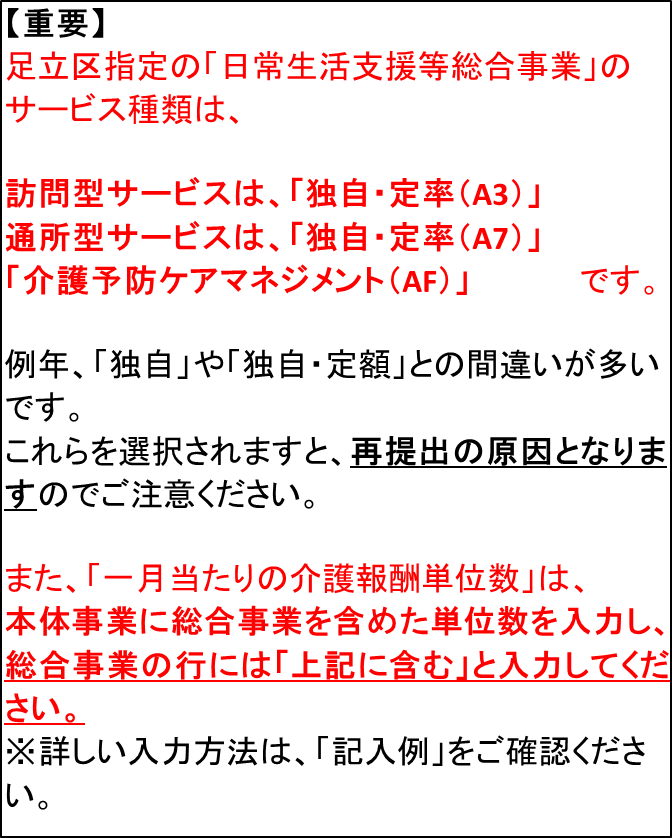 【重要】
足立区指定の「日常生活支援等総合事業」の
サービス種類は、
訪問型サービスは、「独自・定率（A3）」
通所型サービスは、「独自・定率（A7）」
「介護予防ケアマネジメント（AF）」　　　です。
例年、「独自」や「独自・定額」との間違いが多い
です。
これらを選択されますと、再提出の原因となりま
すのでご注意ください。
また、「一月当たりの介護報酬単位数」は、
本体事業に総合事業を含めた単位数を入力し、
総合事業の行には「上記に含む」と入力してくだ
さい。
※詳しい入力方法は、「記入例」をご確認くださ
い。